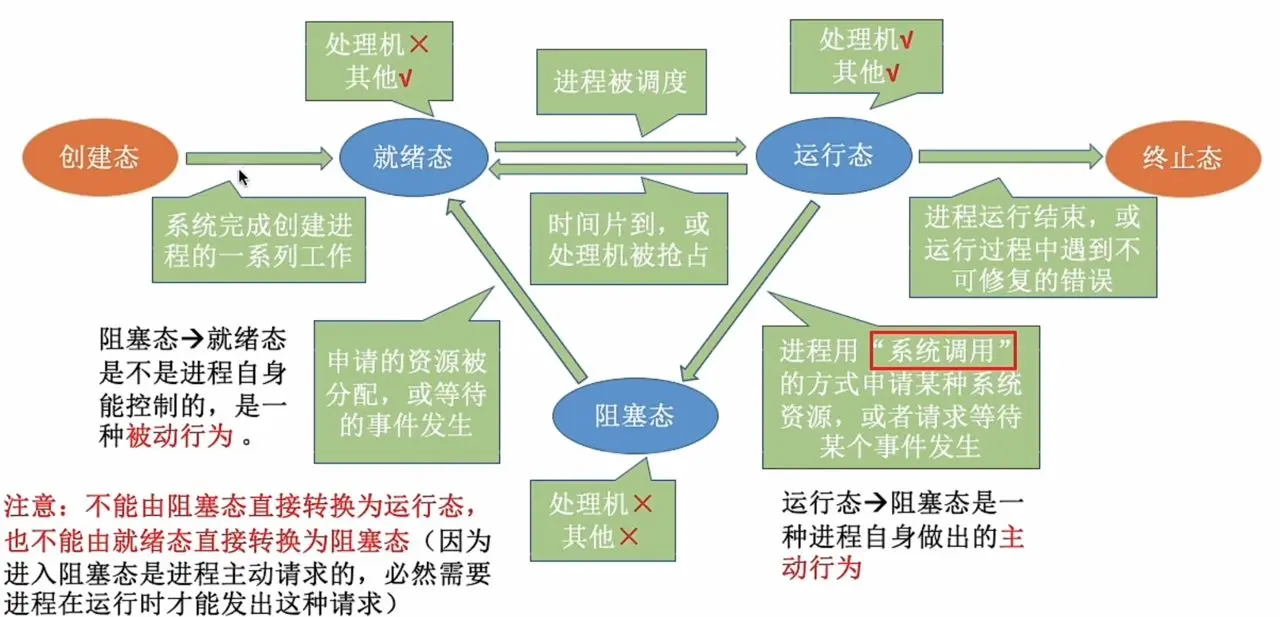 处理机×
其他√
处理机√
其他√
进程被调度
创建态
就绪态
运行态
终止态
系统完成创建进
程的一系列工作
时间片到，或
处理机被抢占
进程运行结束，或
运行过程中遇到不
可修复的错误
阻塞态→就绪态
是不是进程自身
能控制的，是一
种被动行为。
申请的资源被
分配，或等待
的事件发生
阻塞态
进程用“系统调用”
的方式申请某种系统
资源，或者请求等待
某个事件发生
处理机×
其他×
运行态→阻塞态是一
种进程自身做出的主
动行为
注意：不能由阻塞态直接转换为运行态，
也不能由就绪态直接转换为阻塞态（因为
进入阻塞态是进程主动请求的，必然需要
进程在运行时才能发出这种请求）